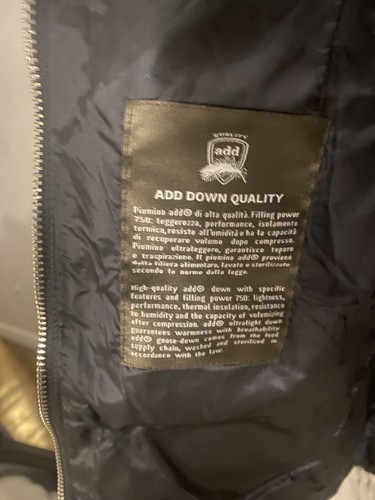 QUALITY
add
ADD DOWN QUALITY
Piumino add® di alta qualità. Filling power
750: leggerezza, performance, isolamento
termico, resiste all'umidità e ha la capacità
di recuperare volume dopo compresso.
Piumino ultraleggero, garantisce tepore
e traspirazione. Il piumino add® proviene
dalla filiera alimentare, lavato e sterilizzato
secondo le norme dalla legge.
High-quality add® down with specific
features and filling power 750: lightness,
performance, thermal insulation, resistance
to humidity and the capacity of volumizing
after compression. add® ultralight down
Guarantees warmness with breathability
add® goose-down comes from the food
supply chain, washed and sterilized in
accordance with the law.